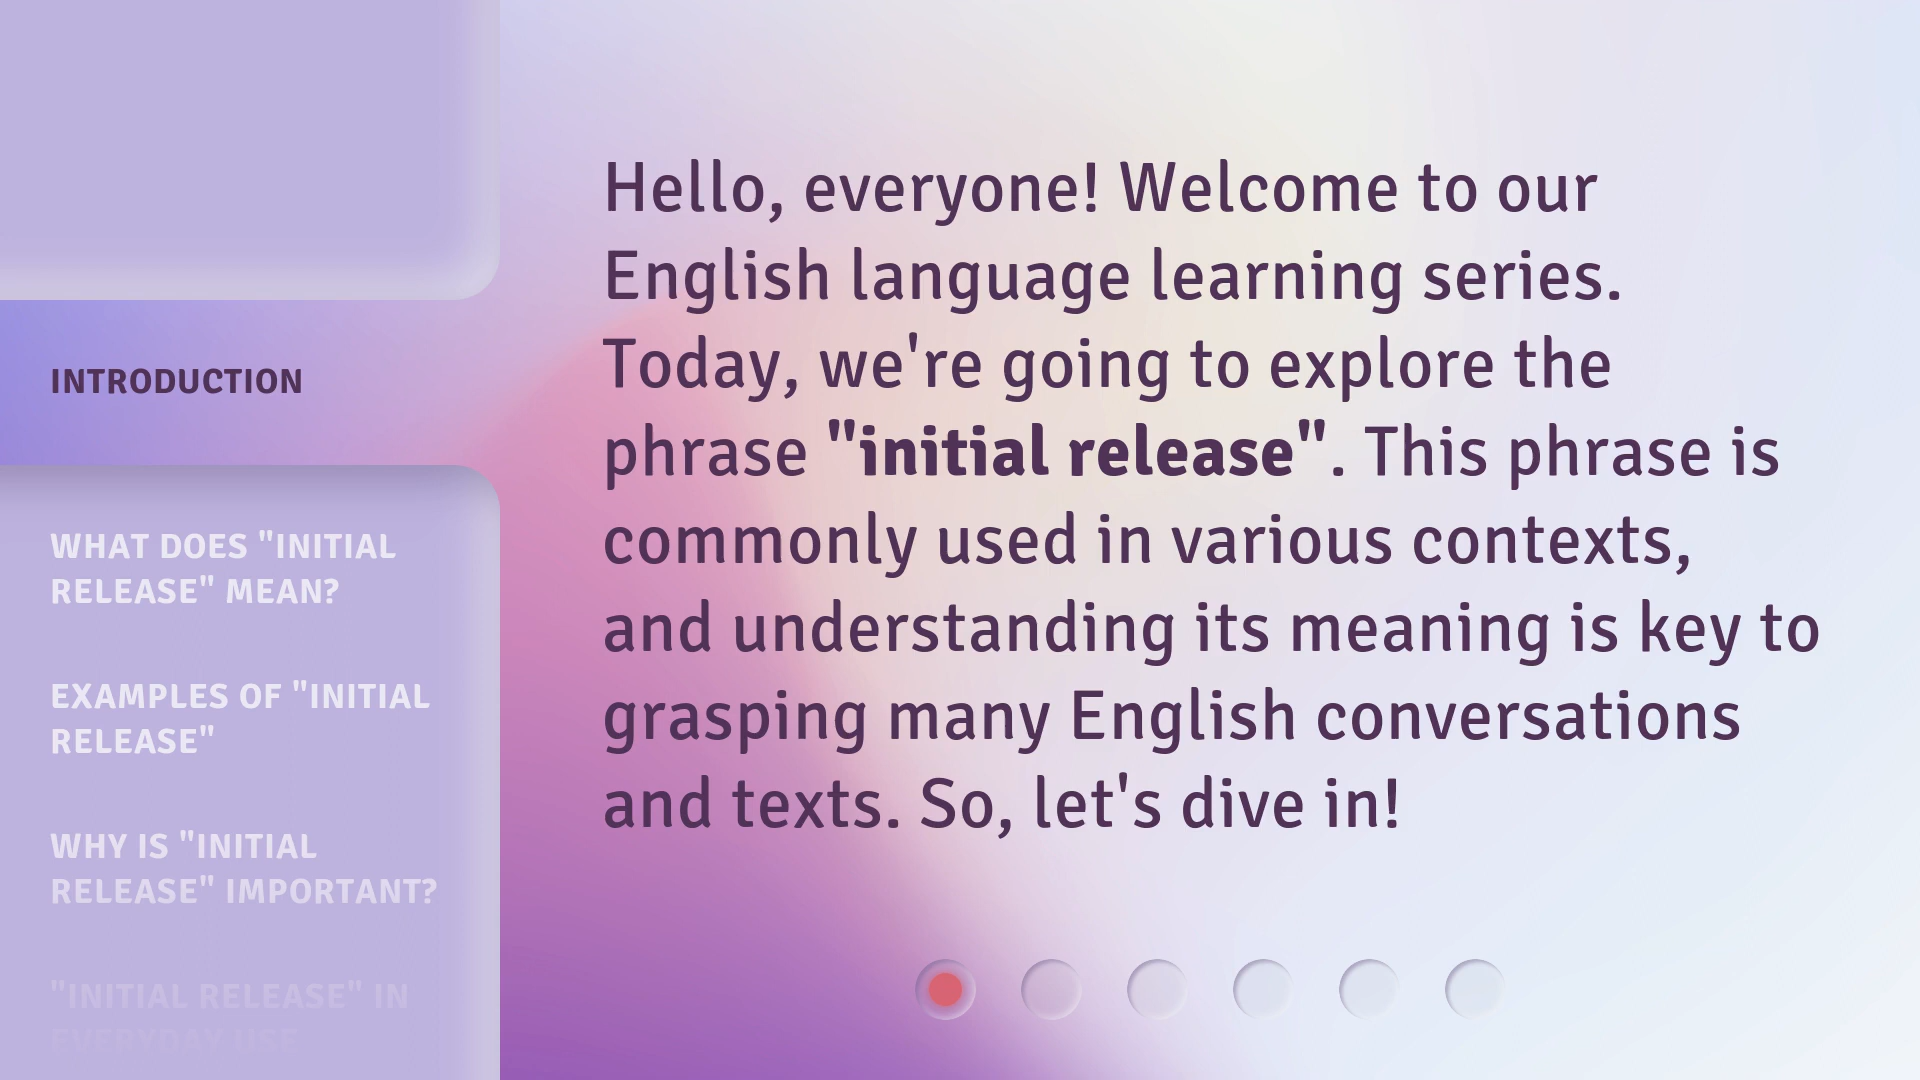 INTRODUCTION
WHAT DOES "INITIAL
RELEASE" MEAN?
EXAMPLES OF "INITIAL
RELEASE"
WHY IS "INITIAL
RELEASE" IMPORTANT?
"INITIAL RELEASE" IN
EVERYDAY USE
Hello, everyone! Welcome to our
English language learning series.
Today, we're going to explore the
phrase "initial release". This phrase is
commonly used in various contexts,
and understanding its meaning is key to
grasping many English conversations
and texts. So, let's dive in!